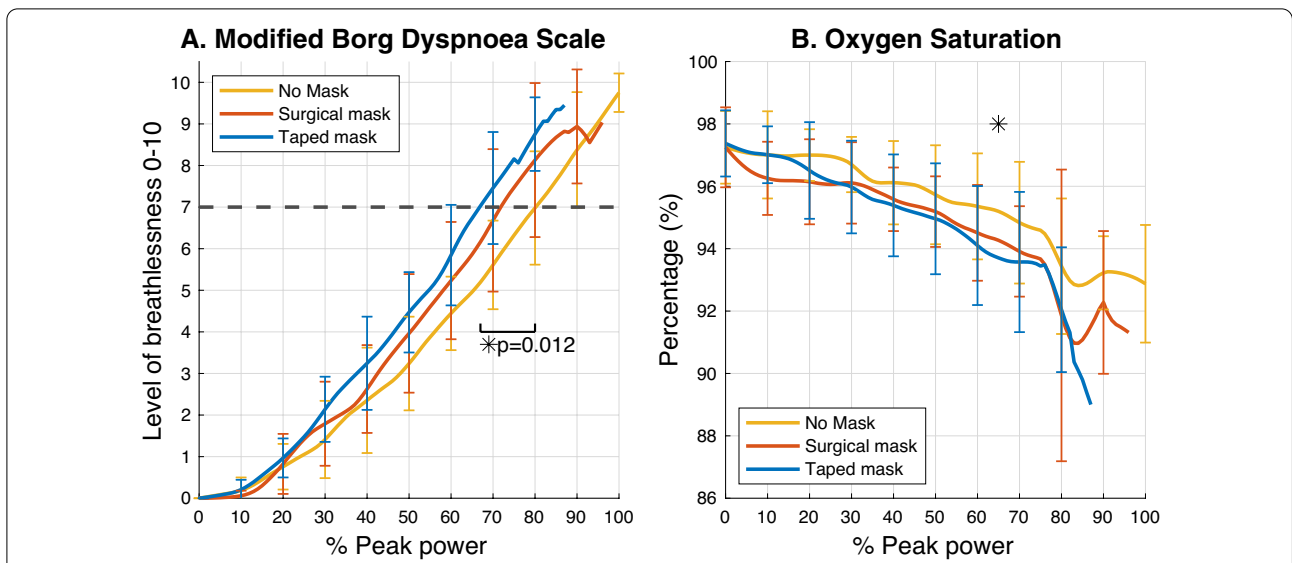 A. Modified Borg Dyspnoea Scale
10
9
8
7
6
5
4
3
2
1
0
Level of breathlessness 0-10
No Mask
Surgical mask
Taped mask
✳p=0.012
0 10 20 30 40 50 60 70 80 90 100
% Peak power
B. Oxygen Saturation
100
98
96
94
92
90
88
86
Percentage (%)
✳
No Mask
Surgical mask
Taped mask
0 10 20 30 40 50 60 70 80 90 100
% Peak power